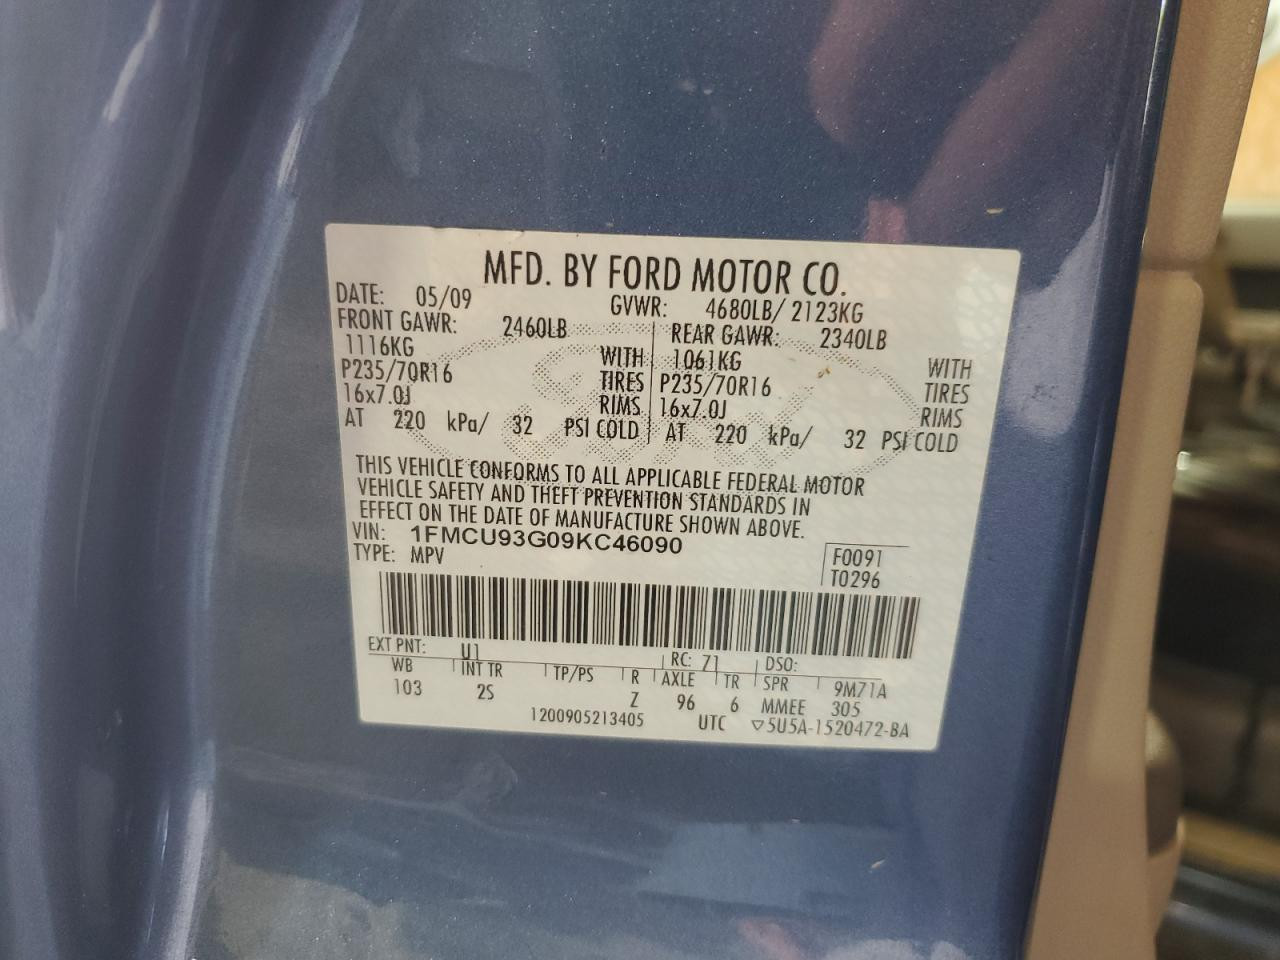 MFD. BY FORD MOTOR CO.
DATE: 05/09 GVWR: 4680LB/ 2123KG
FRONT GAWR: 2460LB REAR GAWR: 2340LB
1116KG WITH 1061KG WITH
P235/70R16 TIRES P235/70R16 TIRES
16x7.0J RIMS 16x7.0J RIMS
AT 220 kPa/ 32 PSI COLD AT 220 kPa/ 32 PSI COLD
THIS VEHICLE CONFORMS TO ALL APPLICABLE FEDERAL MOTOR
VEHICLE SAFETY AND THEFT PREVENTION STANDARDS IN
EFFECT ON THE DATE OF MANUFACTURE SHOWN ABOVE.
VIN: 1FMCU93G09KC46090 F0091
TYPE: MPV T0296
EXT PNT: U1 RC: 71 DSO:
WB INT TR TP/PS R AXLE TR SPR 9M71A
103 2S Z 96 6 MMEE 305
1200905213405 UTC ▽5U5A-1520472-BA
Ford